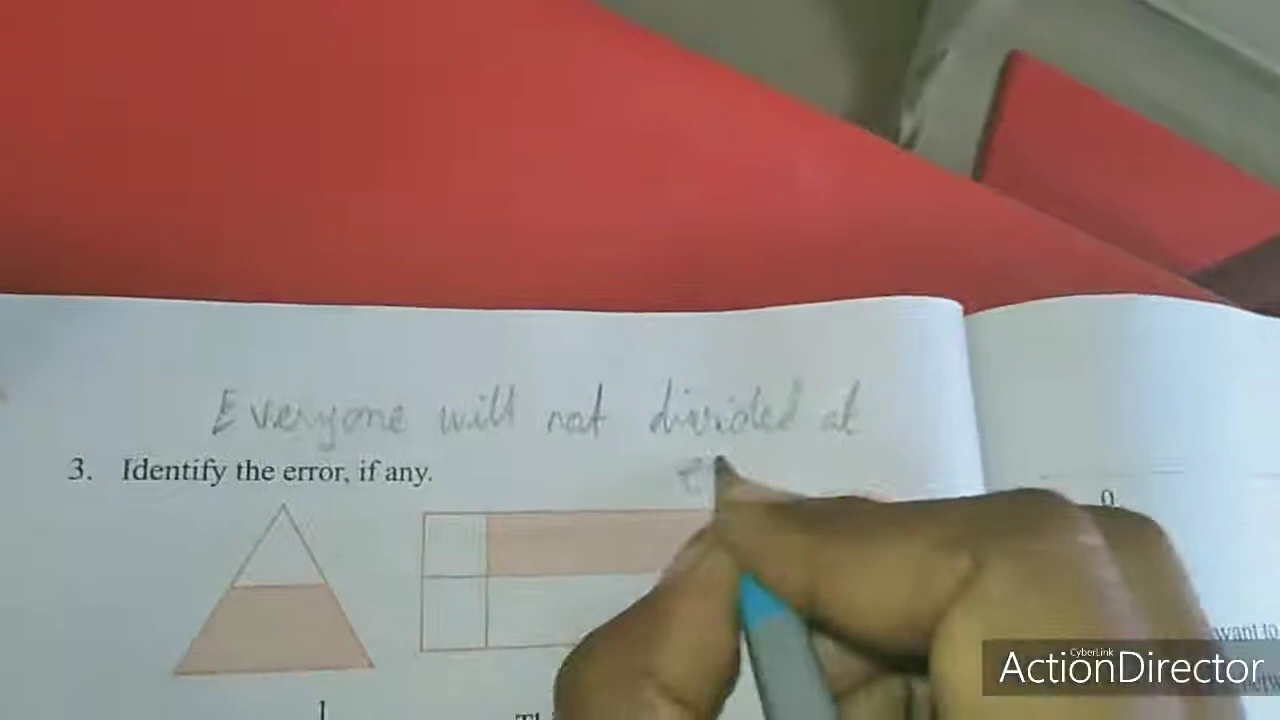 Everyone will not divided at
3. Identify the error, if any.
0
want to
1
CyberLink
ActionDirector